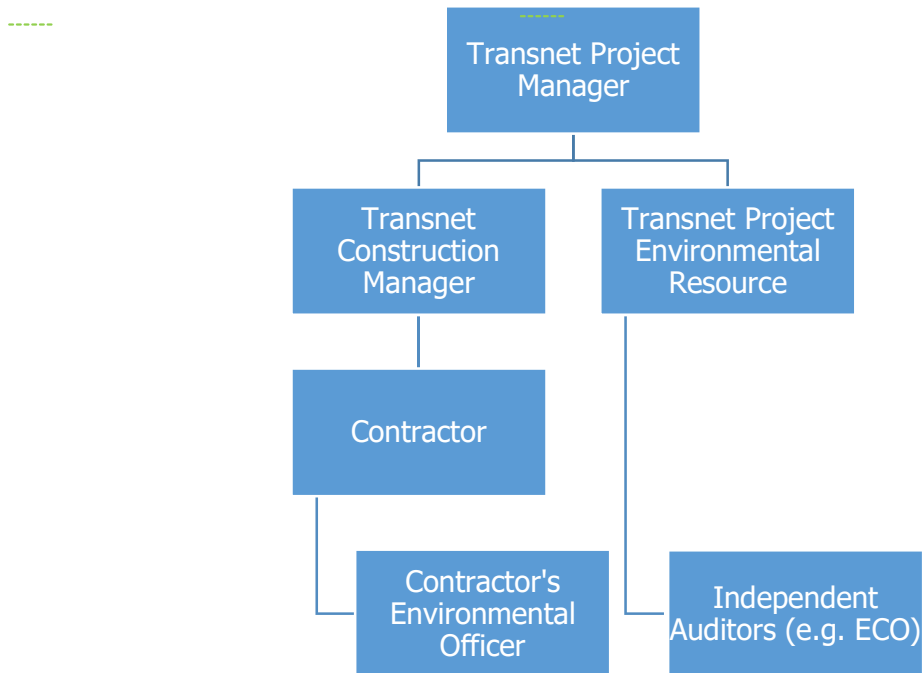 Transnet Project
Manager
Transnet
Construction
Manager
Transnet Project
Environmental
Resource
Contractor
Contractor's
Environmental
Officer
Independent
Auditors (e.g. ECO)